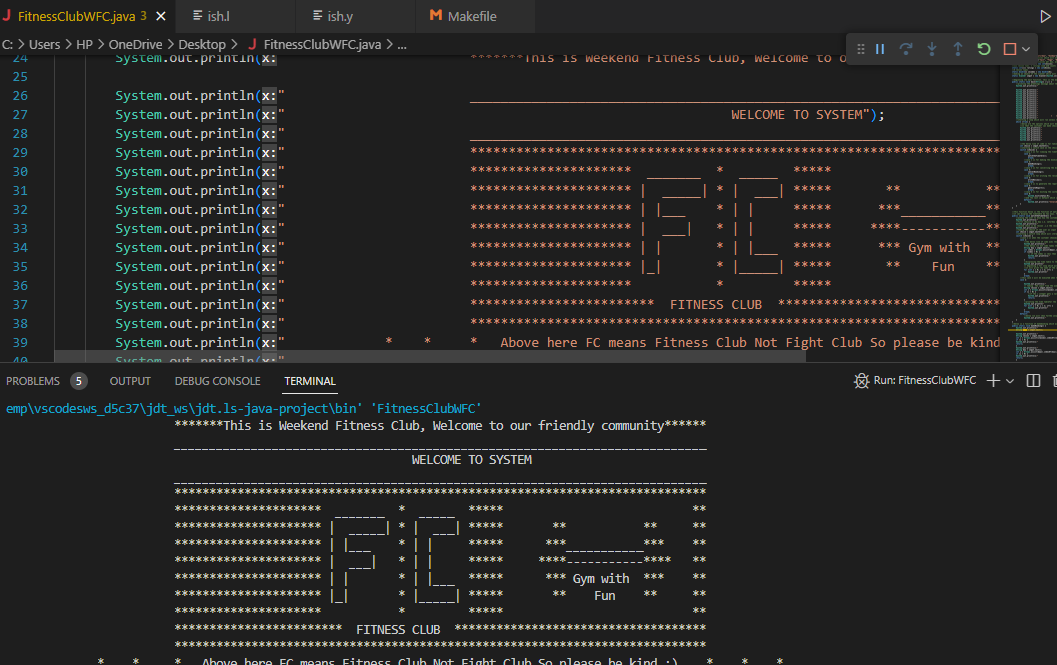 FitnessClubWFC.java 3 ish.l ish.y Makefile
C: > Users > HP > OneDrive > Desktop > FitnessClubWFC.java > ...
24 System.out.println(x:" *******This is Weekend Fitness Club, Welcome to o
25
26 System.out.println(x:" ______________________________________________________________________
27 System.out.println(x:" WELCOME TO SYSTEM");
28 System.out.println(x:" ______________________________________________________________________
29 System.out.println(x:" **********************************************************************
30 System.out.println(x:" ********************* _______ * _____ *****
31 System.out.println(x:" ********************* | _____| * | ___| ***** ** **
32 System.out.println(x:" ********************* | |___ * | | ***** ***___________**
33 System.out.println(x:" ********************* | ___| * | | ***** ****-----------**
34 System.out.println(x:" ********************* | | * | |___ ***** *** Gym with **
35 System.out.println(x:" ********************* |_| * |_____| ***** ** Fun **
36 System.out.println(x:" ********************* * *****
37 System.out.println(x:" ************************ FITNESS CLUB *****************************
38 System.out.println(x:" **********************************************************************
39 System.out.println(x:" * * * Above here FC means Fitness Club Not Fight Club So please be kind
40 System.out.println(x:"
PROBLEMS 5 OUTPUT DEBUG CONSOLE TERMINAL Run: FitnessClubWFC
emp\vscodesws_d5c37\jdt_ws\jdt.ls-java-project\bin' 'FitnessClubWFC'
*******This is Weekend Fitness Club, Welcome to our friendly community******
____________________________________________________________________________
WELCOME TO SYSTEM
____________________________________________________________________________
****************************************************************************
********************* _______ * _____ ***** **
********************* | _____| * | ___| ***** ** ** **
********************* | |___ * | | ***** ***___________*** **
********************* | ___| * | | ***** ****-----------**** **
********************* | | * | |___ ***** *** Gym with *** **
********************* |_| * |_____| ***** ** Fun ** **
********************* * ***** **
************************ FITNESS CLUB ************************************
****************************************************************************
* * * Above here FC means Fitness Club Not Fight Club So please be kind :) * * *